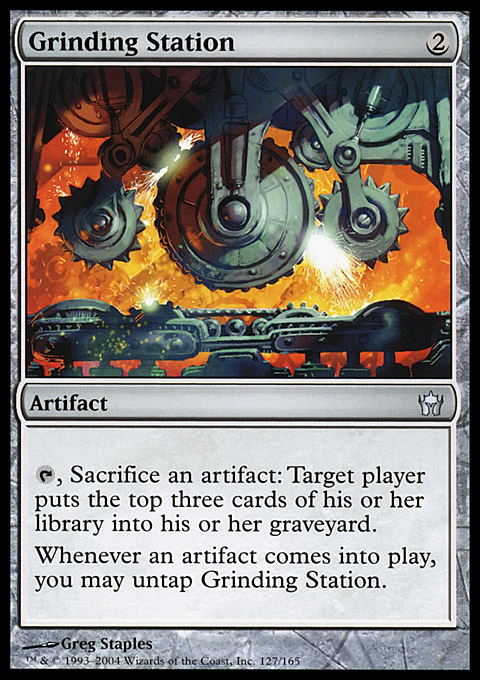 Grinding Station 2
Artifact
, Sacrifice an artifact: Target player
puts the top three cards of his or her
library into his or her graveyard.
Whenever an artifact comes into play,
you may untap Grinding Station.
Greg Staples
™ & © 1993–2004 Wizards of the Coast, Inc. 127/165